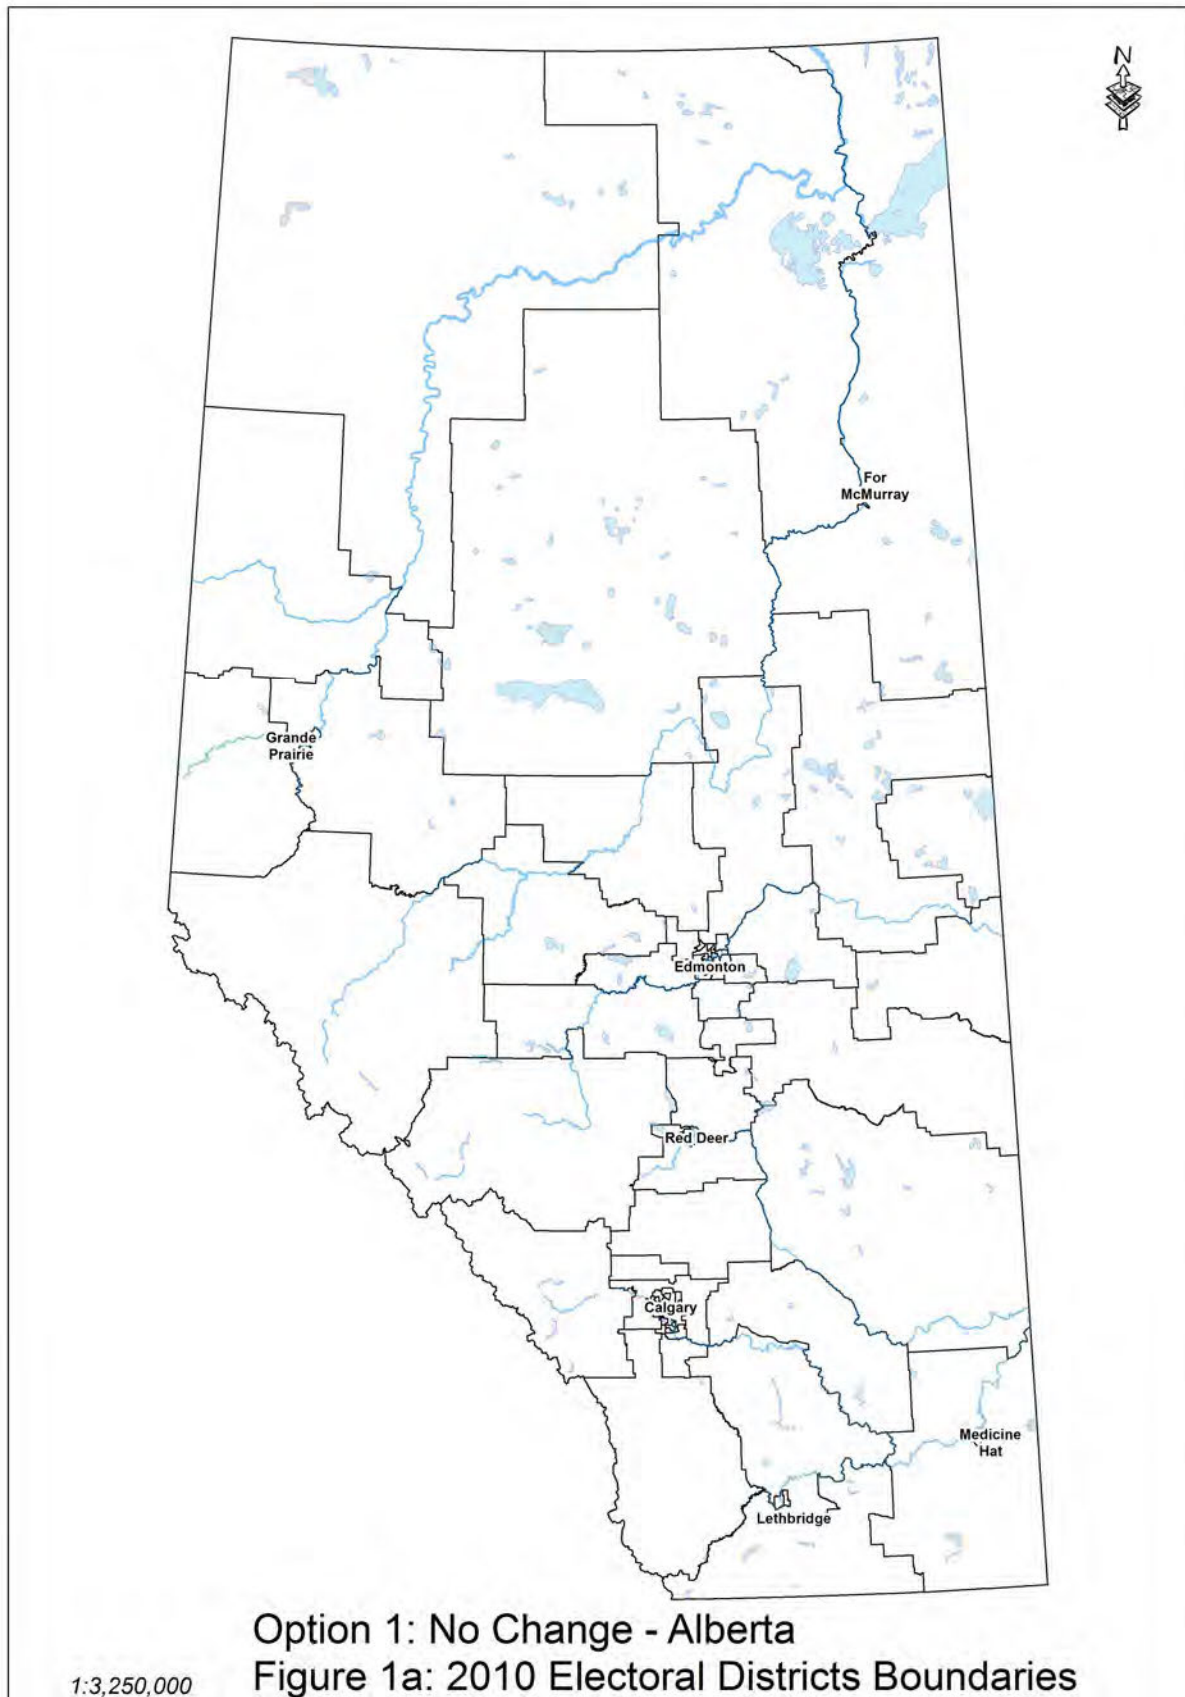 N
For
McMurray
Grande
Prairie
Edmonton
Red Deer
Calgary
Medicine
Hat
Lethbridge
Option 1: No Change - Alberta
1:3,250,000
Figure 1a: 2010 Electoral Districts Boundaries